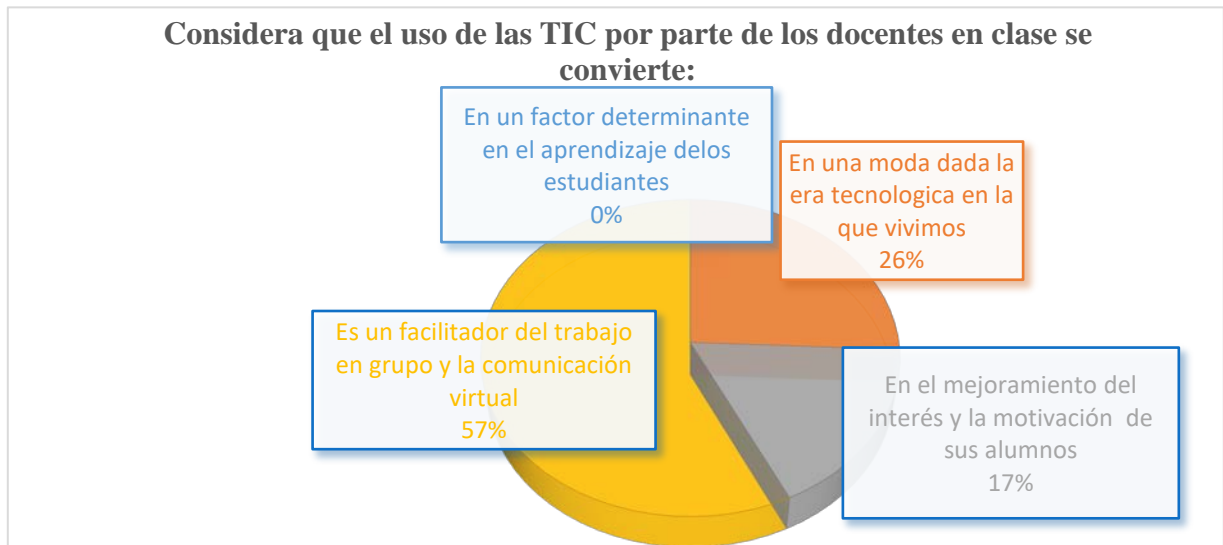 Considera que el uso de las TIC por parte de los docentes en clase se
convierte:
En un factor determinante
en el aprendizaje delos
estudiantes
0%
En una moda dada la
era tecnologica en la
que vivimos
26%
Es un facilitador del trabajo
en grupo y la comunicación
virtual
57%
En el mejoramiento del
interés y la motivación de
sus alumnos
17%